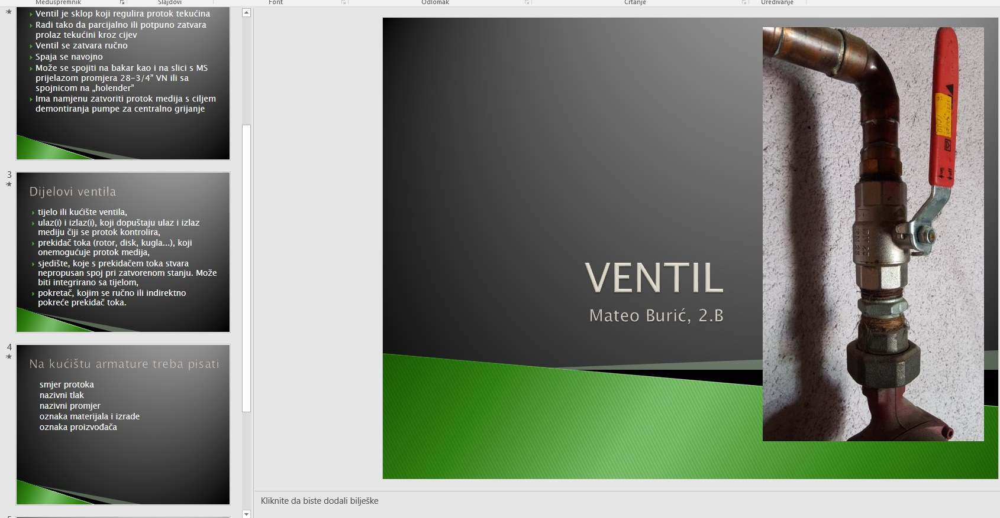 Međuspremnik
Slajdovi
Font
Odlomak
Crtanje
Uređivanje
Ventil je sklop koji regulira protok tekućina
Radi tako da parcijalno ili potpuno zatvara
prolaz tekućini kroz cijev
Ventil se zatvara ručno
Spaja se navojno
Može se spojiti na bakar kao i na slici s MS
prijelazom promjera 28-3/4” VN ili sa
spojnicom na „holender”
Ima namjenu zatvoriti protok medija s ciljem
demontiranja pumpe za centralno grijanje
3
Dijelovi ventila
tijelo ili kućište ventila,
ulaz(i) i izlaz(i), koji dopuštaju ulaz i izlaz
mediju čiji se protok kontrolira,
prekidač toka (rotor, disk, kugla...), koji
onemogućuje protok medija,
sjedište, koje s prekidačem toka stvara
nepropusan spoj pri zatvorenom stanju. Može
biti integrirano sa tijelom,
pokretač, kojim se ručno ili indirektno
pokreće prekidač toka.
4
Na kućištu armature treba pisati
smjer protoka
nazivni tlak
nazivni promjer
oznaka materijala i izrade
oznaka proizvođača
VENTIL
Mateo Burić, 2.B
Kliknite da biste dodali bilješke